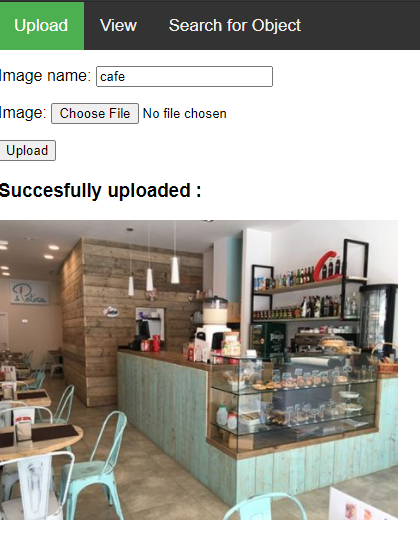 Upload View Search for Object
Image name: cafe
Image: Choose File No file chosen
Upload
Succesfully uploaded :